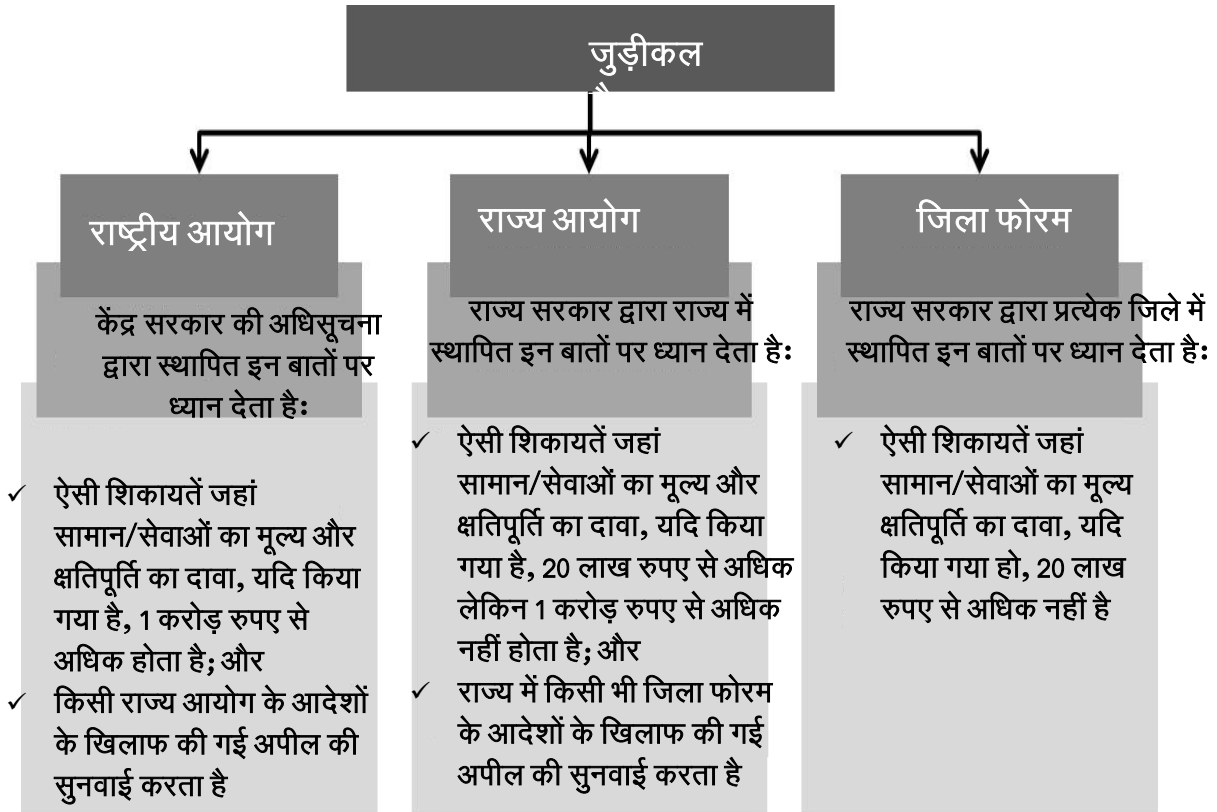 जुड़ीकल
राष्ट्रीय आयोग
केंद्र सरकार की अधिसूचना
द्वारा स्थापित इन बातों पर
ध्यान देता है:
✓ ऐसी शिकायतें जहां
सामान/सेवाओं का मूल्य और
क्षतिपूर्ति का दावा, यदि किया
गया है, 1 करोड़ रुपए से
अधिक होता है; और
✓ किसी राज्य आयोग के आदेशों
के खिलाफ की गई अपील की
सुनवाई करता है
राज्य आयोग
राज्य सरकार द्वारा राज्य में
स्थापित इन बातों पर ध्यान देता है:
✓ ऐसी शिकायतें जहां
सामान/सेवाओं का मूल्य और
क्षतिपूर्ति का दावा, यदि किया
गया है, 20 लाख रुपए से अधिक
लेकिन 1 करोड़ रुपए से अधिक
नहीं होता है; और
✓ राज्य में किसी भी जिला फोरम
के आदेशों के खिलाफ की गई
अपील की सुनवाई करता है
जिला फोरम
राज्य सरकार द्वारा प्रत्येक जिले में
स्थापित इन बातों पर ध्यान देता है:
✓ ऐसी शिकायतें जहां
सामान/सेवाओं का मूल्य
क्षतिपूर्ति का दावा, यदि
किया गया हो, 20 लाख
रुपए से अधिक नहीं है